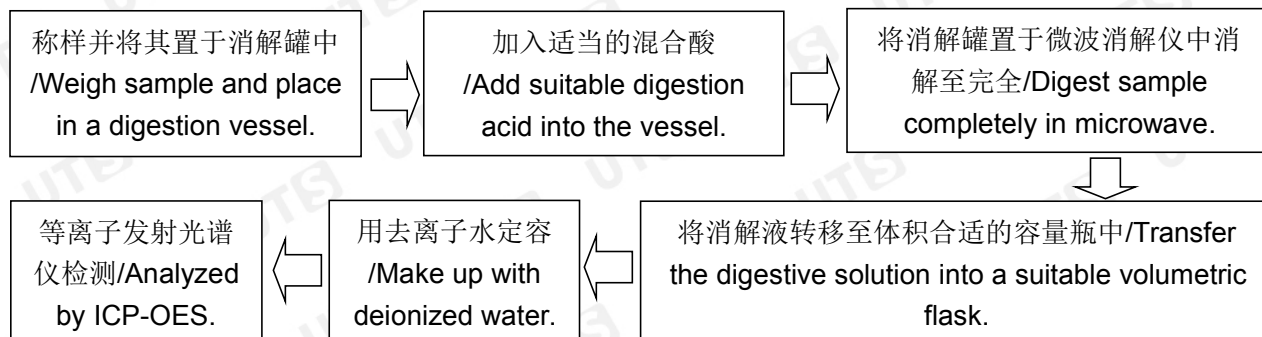 称样并将其置于消解罐中
/Weigh sample and place
in a digestion vessel.
加入适当的混合酸
/Add suitable digestion
acid into the vessel.
将消解罐置于微波消解仪中消
解至完全/Digest sample
completely in microwave.
将消解液转移至体积合适的容量瓶中/Transfer
the digestive solution into a suitable volumetric
flask.
用去离子水定容
/Make up with
deionized water.
等离子发射光谱
仪检测/Analyzed
by ICP-OES.